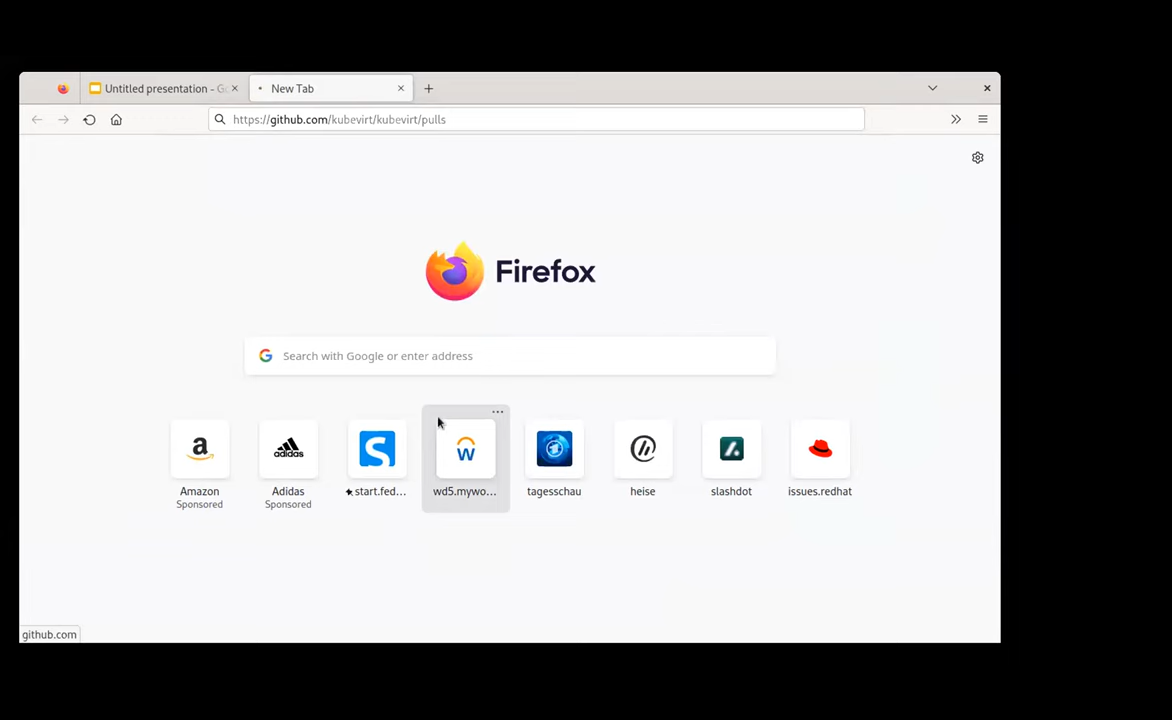 Untitled presentation - Go
New Tab
https://github.com/kubevirt/kubevirt/pulls
Firefox
Search with Google or enter address
Amazon
Sponsored
Adidas
Sponsored
start.fed...
wd5.mywo...
tagesschau
heise
slashdot
issues.redhat
github.com